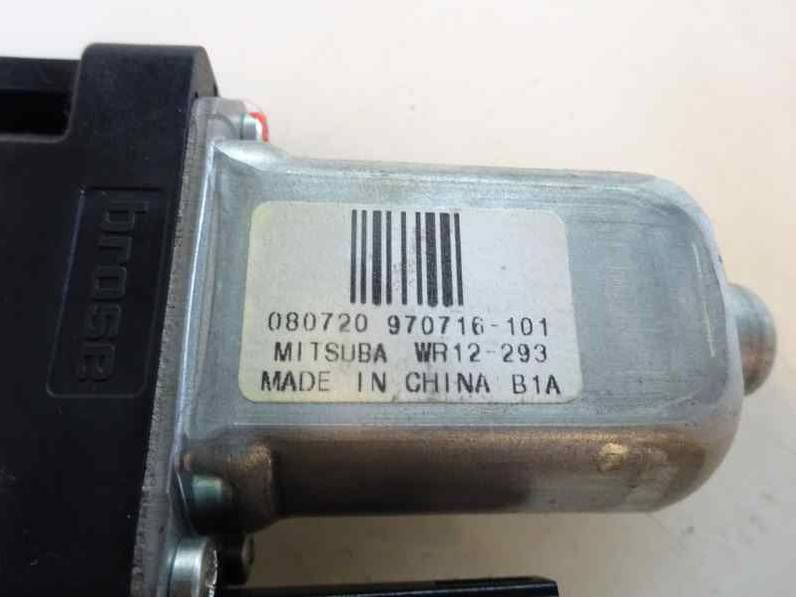 brose
080720 970716-101
MITSUBA WR12-293
MADE IN CHINA B1A